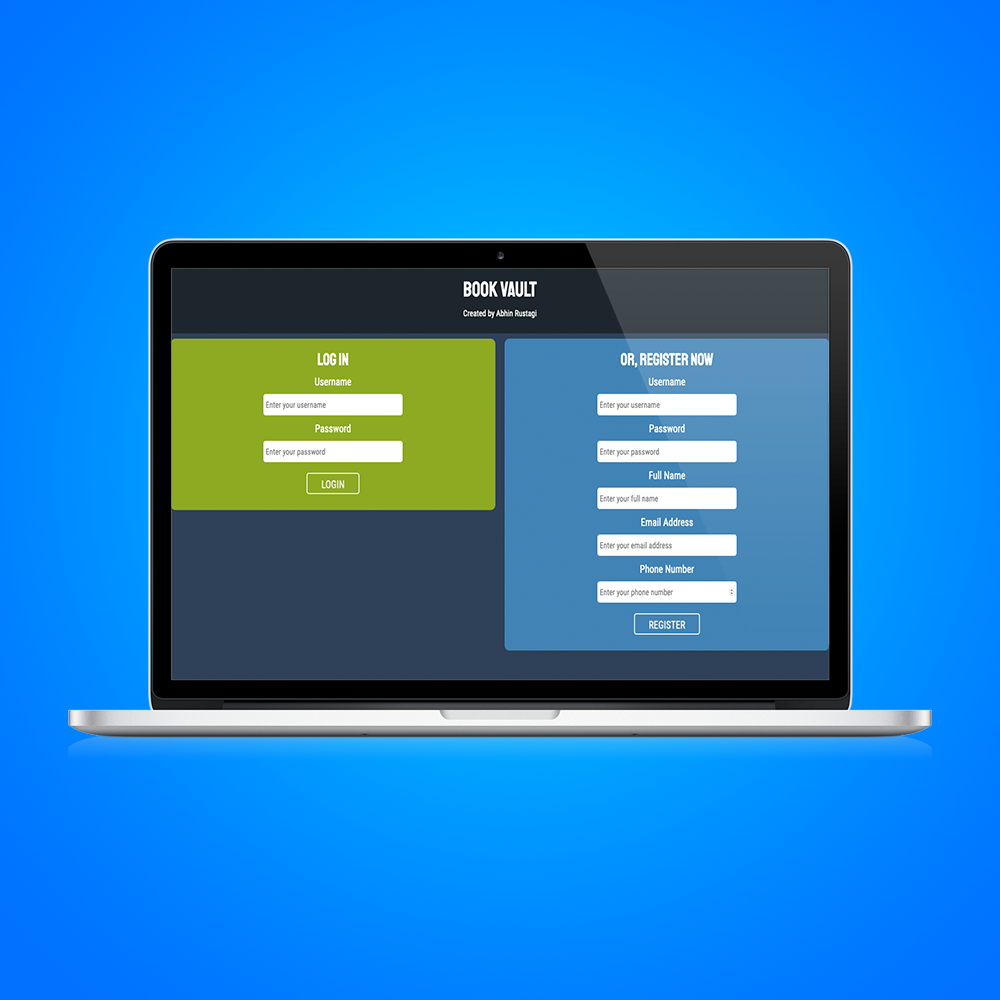 BOOK VAULT
Created by Abhin Rustagi
LOG IN
Username
Enter your username
Password
Enter your password
LOGIN
OR, REGISTER NOW
Username
Enter your username
Password
Enter your password
Full Name
Enter your full name
Email Address
Enter your email address
Phone Number
Enter your phone number
REGISTER